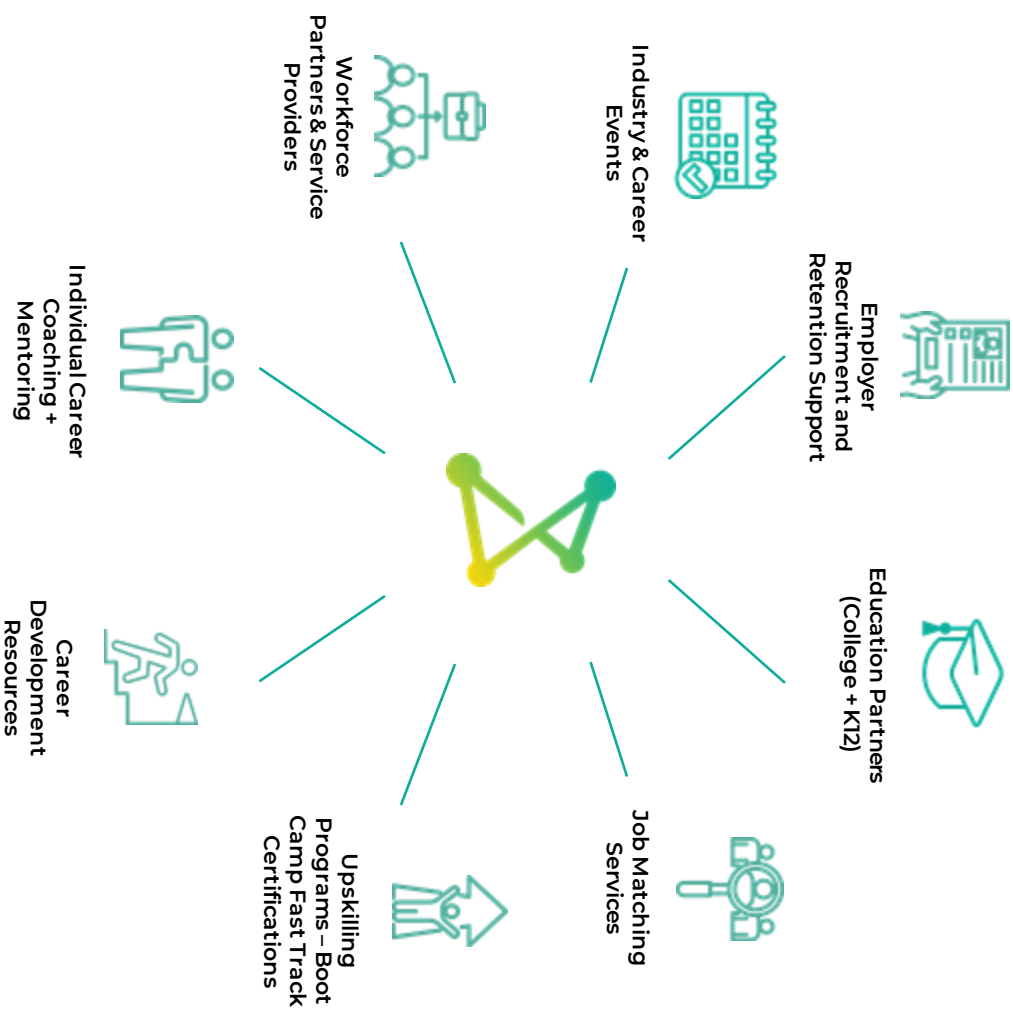 Employer
Recruitment and
Retention Support
Education Partners
(College + K12)
Industry & Career
Events
Job Matching
Services
Workforce
Partners & Service
Providers
Upskilling
Programs – Boot
Camp Fast Track
Certifications
Individual Career
Coaching +
Mentoring
Career
Development
Resources